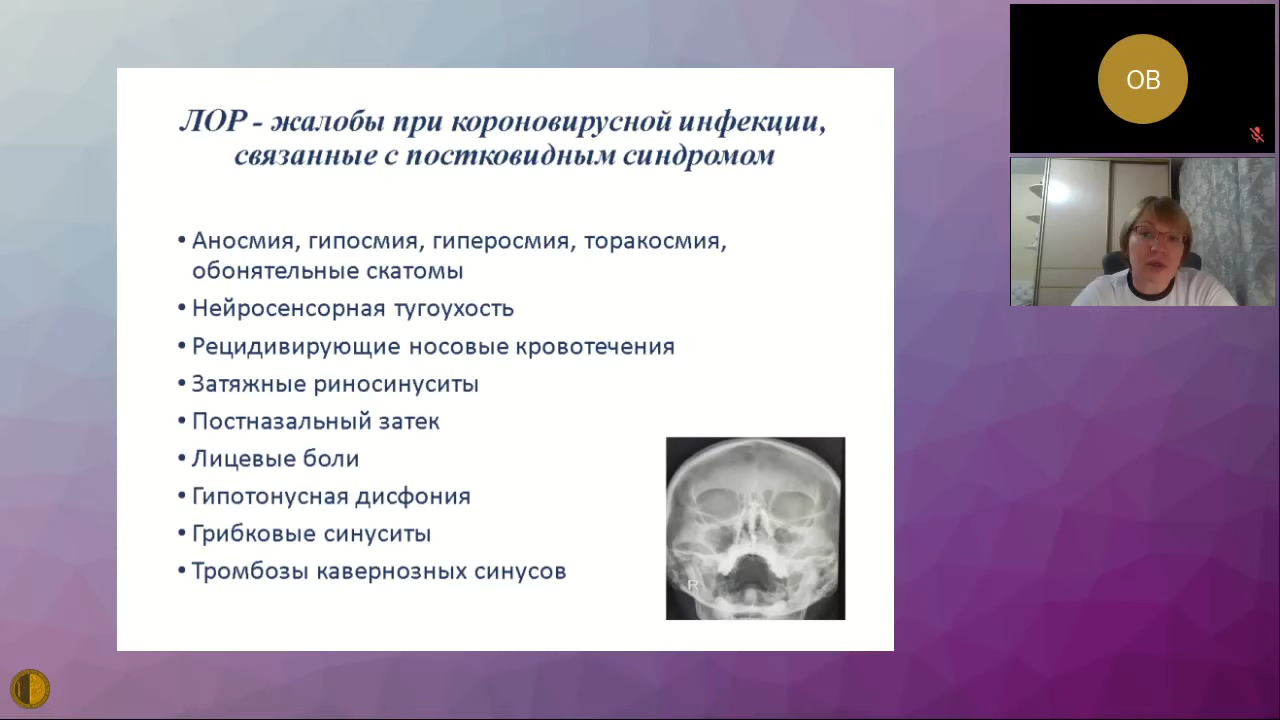 ЛОР - жалобы при короновирусной инфекции,
связанные с постковидным синдромом
• Аносмия, гипосмия, гиперосмия, торакосмия,
обонятельные скатомы
• Нейросенсорная тугоухость
• Рецидивирующие носовые кровотечения
• Затяжные риносинуситы
• Постназальный затек
• Лицевые боли
• Гипотонусная дисфония
• Грибковые синуситы
• Тромбозы кавернозных синусов
R
ОВ